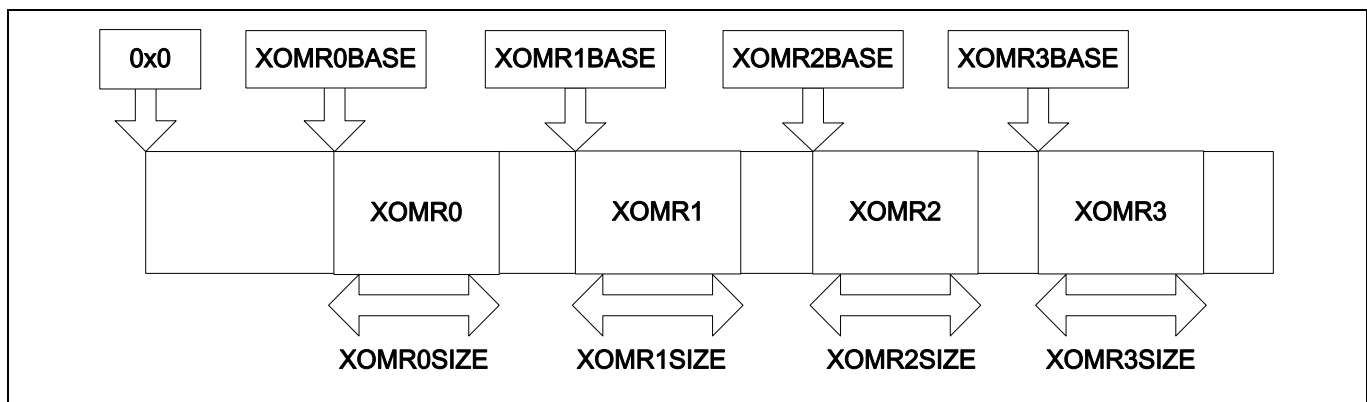 0x0 XOMR0BASE XOMR1BASE XOMR2BASE XOMR3BASE
XOMR0 XOMR1 XOMR2 XOMR3
XOMR0SIZE XOMR1SIZE XOMR2SIZE XOMR3SIZE